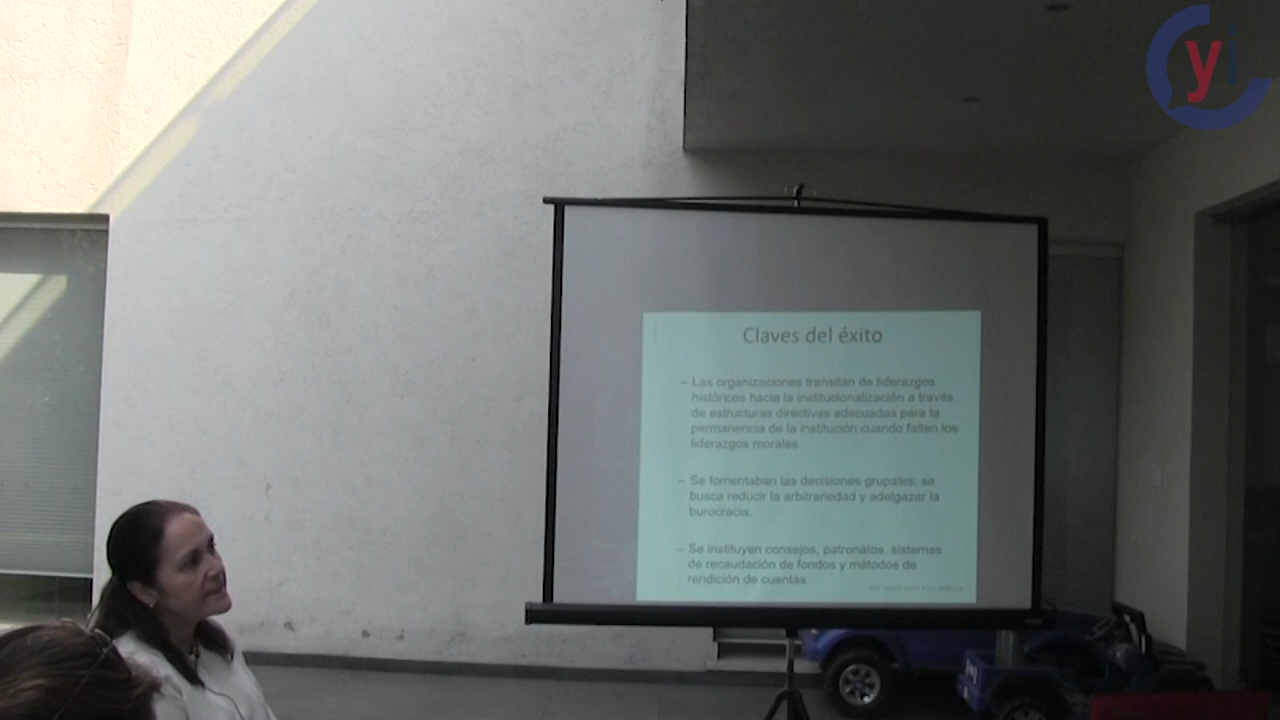 yi
Claves del éxito
– Las organizaciones transitan de liderazgos
históricos hacia la institucionalización a través
de estructuras directivas adecuadas para la
permanencia de la institución cuando falten los
liderazgos morales.
– Se fomentaban las decisiones grupales; se
busca reducir la arbitrariedad y adelgazar la
burocracia.
– Se instituyen consejos, patronatos, sistemas
de recaudación de fondos y métodos de
rendición de cuentas.